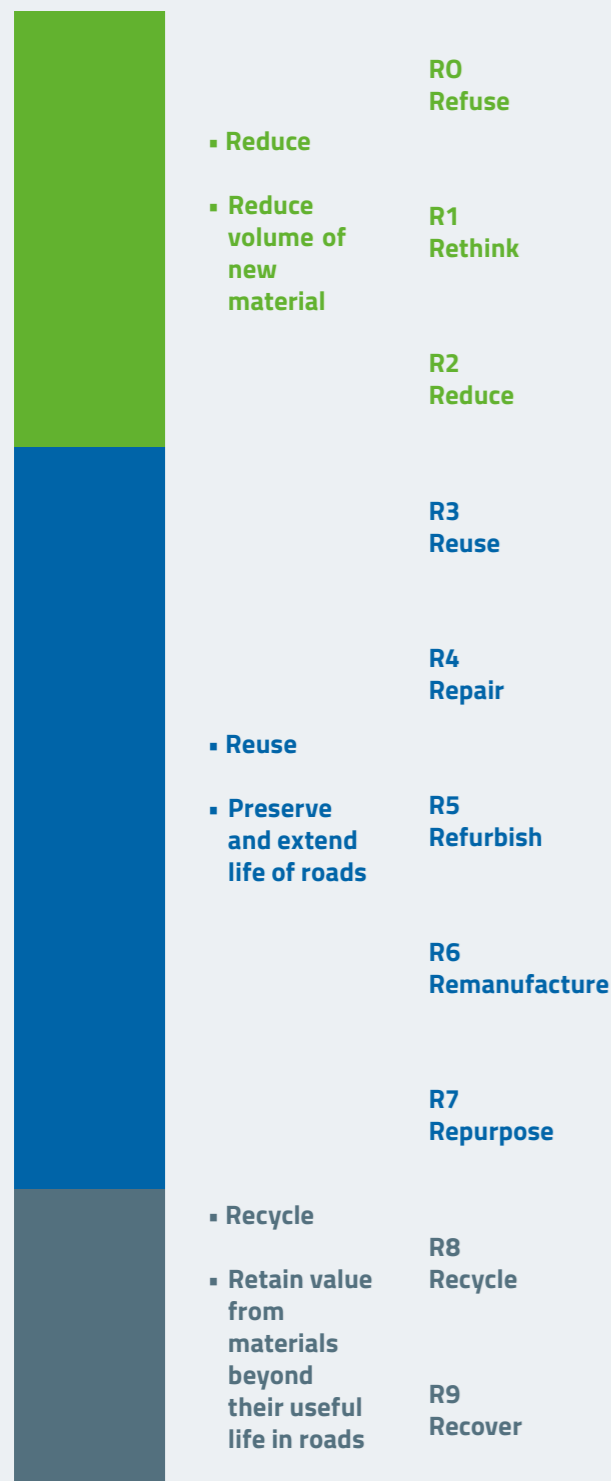 R0
Refuse
▪ Reduce
▪ Reduce
volume of
new
material
R1
Rethink
R2
Reduce
R3
Reuse
R4
Repair
▪ Reuse
▪ Preserve
and extend
life of roads
R5
Refurbish
R6
Remanufacture
R7
Repurpose
▪ Recycle
▪ Retain value
from
materials
beyond
their useful
life in roads
R8
Recycle
R9
Recover